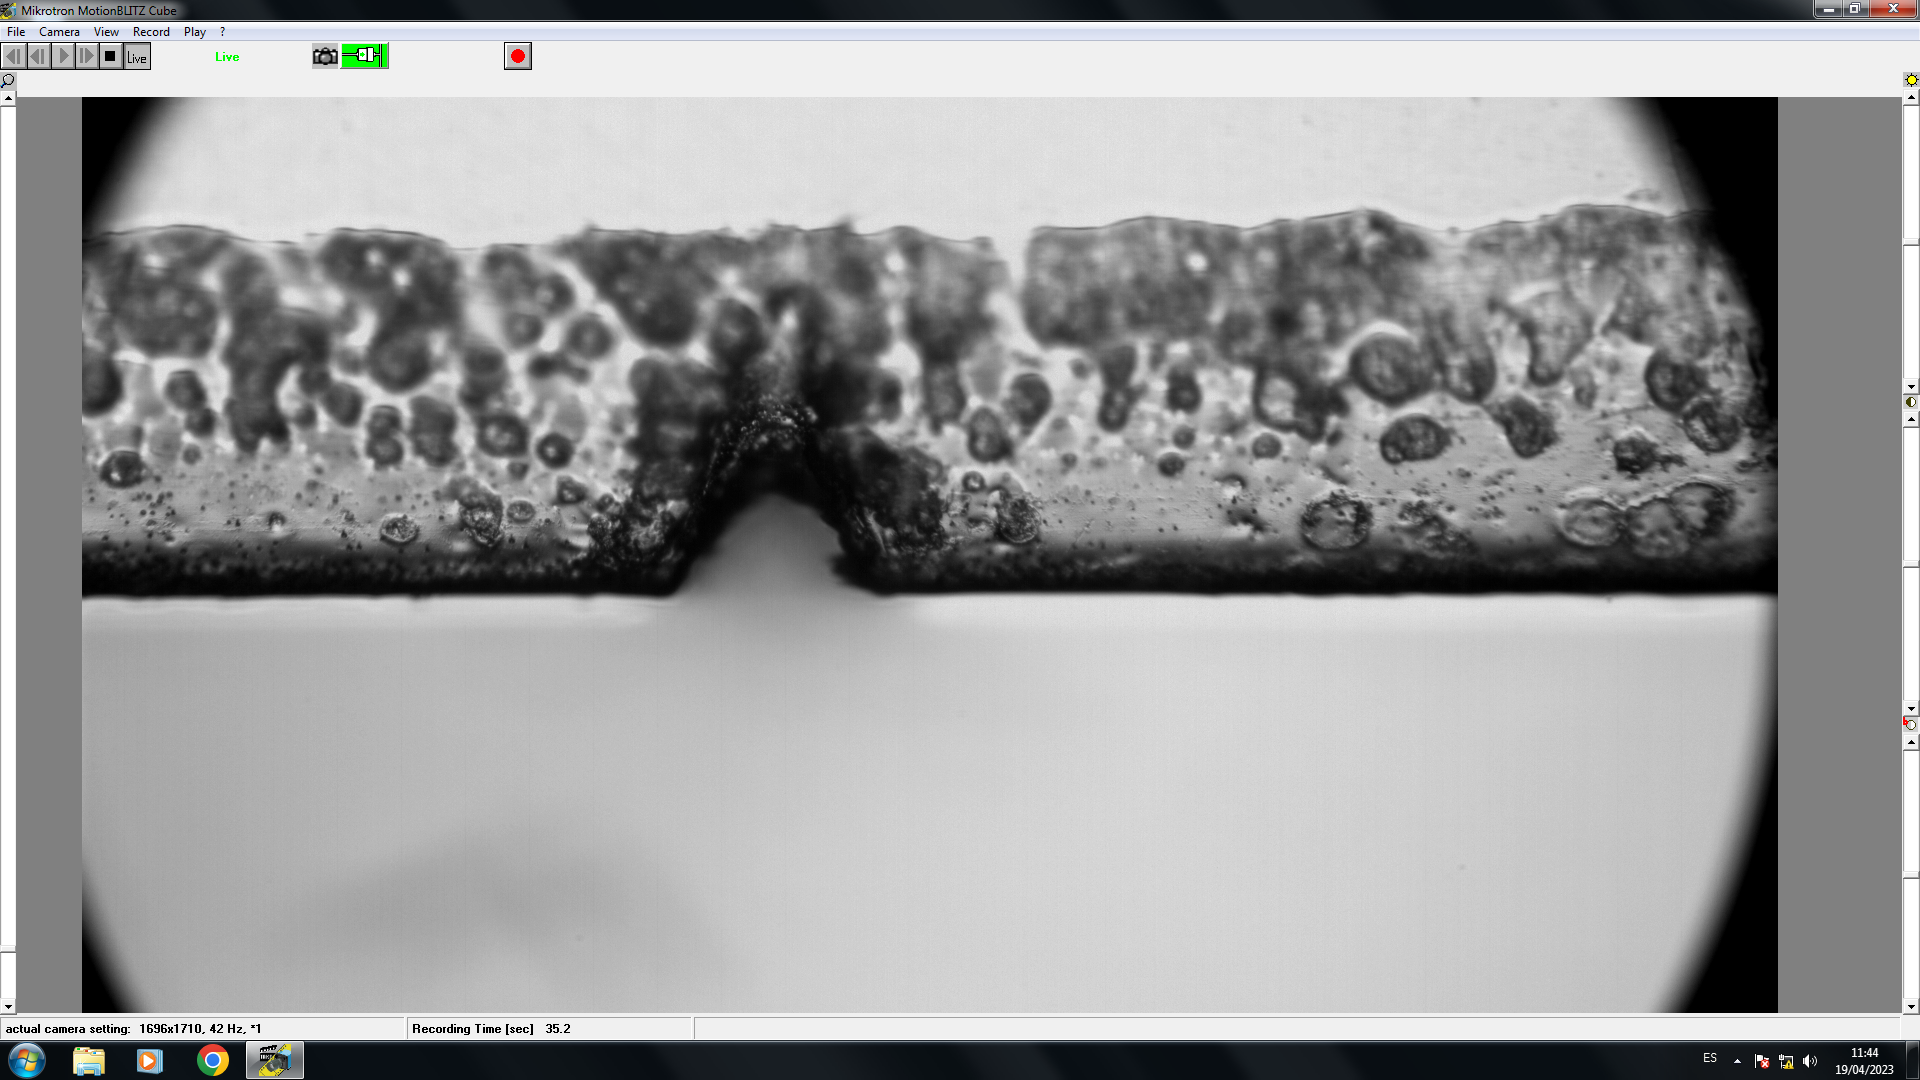 Mikrotron MotionBLITZ Cube
File Camera View Record Play ?
Live Live
actual camera setting: 1696x1710, 42 Hz, *1 Recording Time [sec] 35.2
ES 11:44
19/04/2023